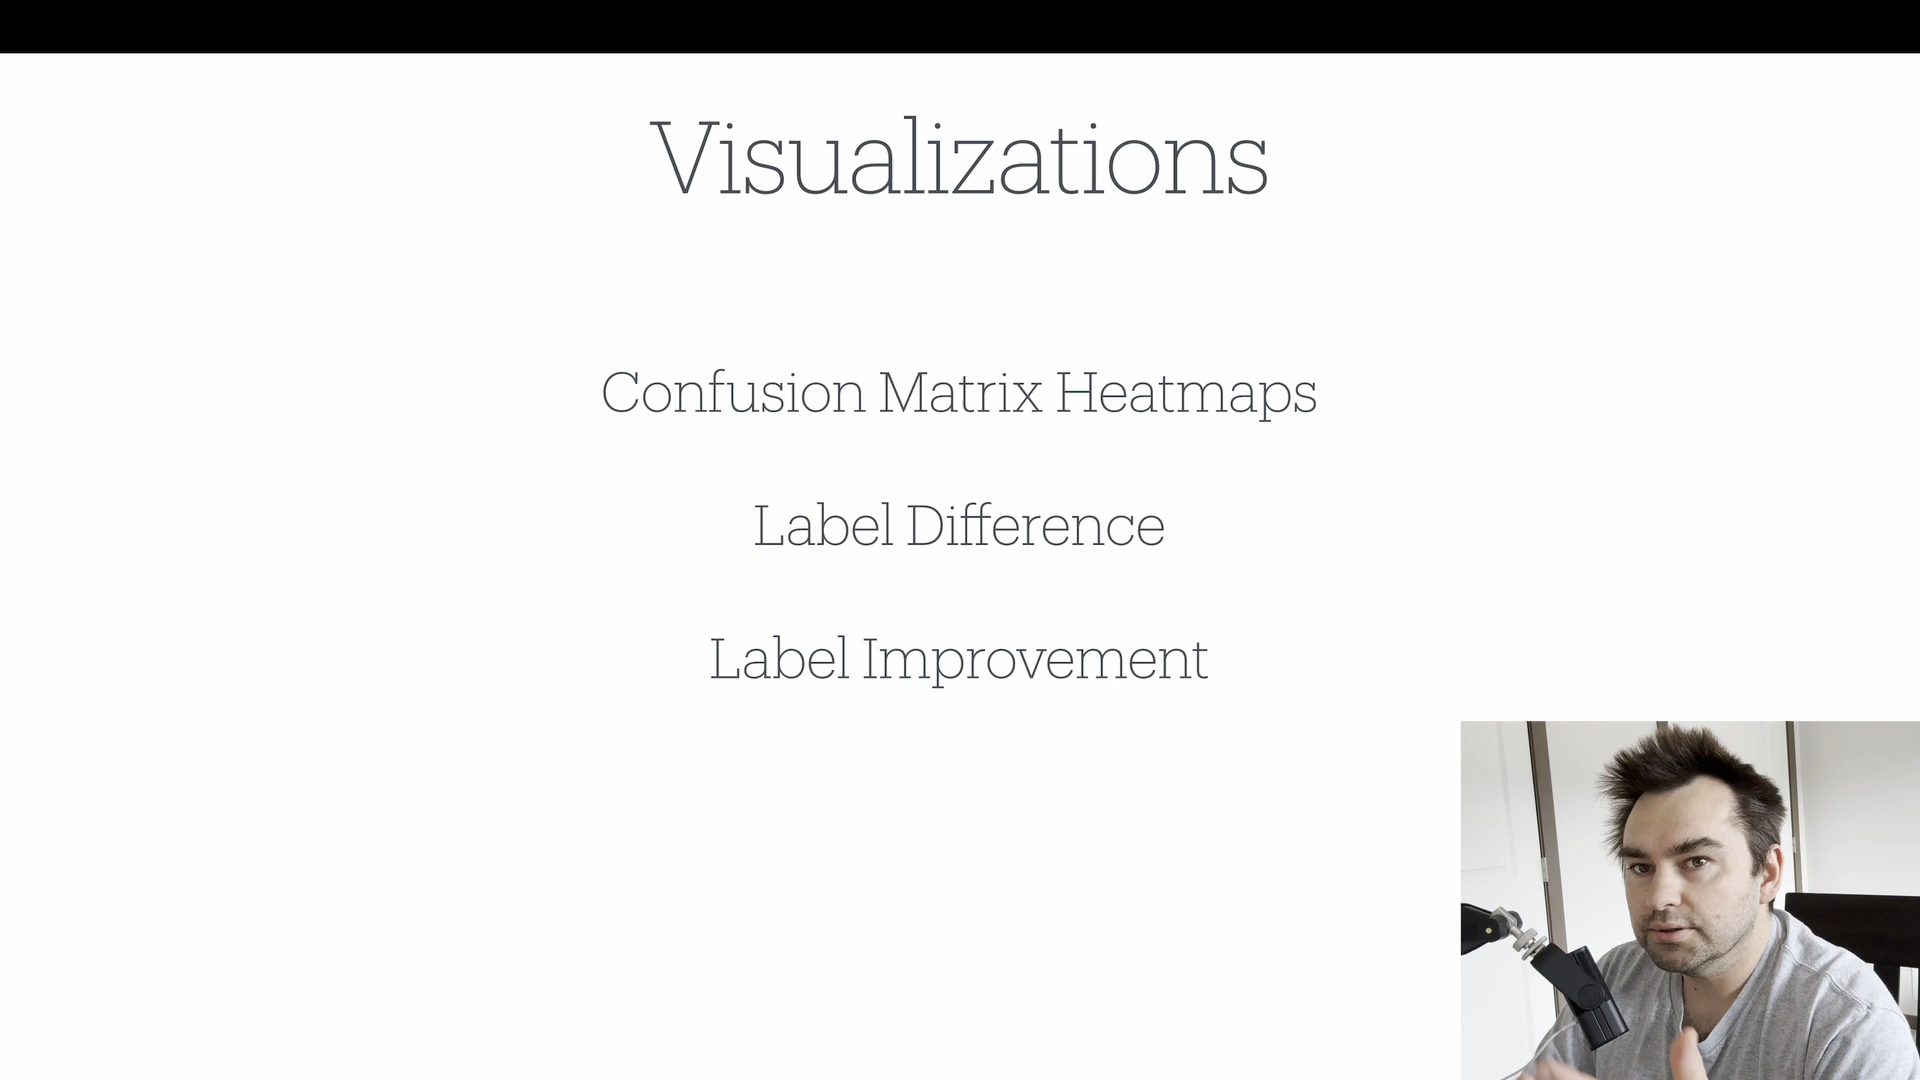 Visualizations
Confusion Matrix Heatmaps
Label Difference
Label Improvement